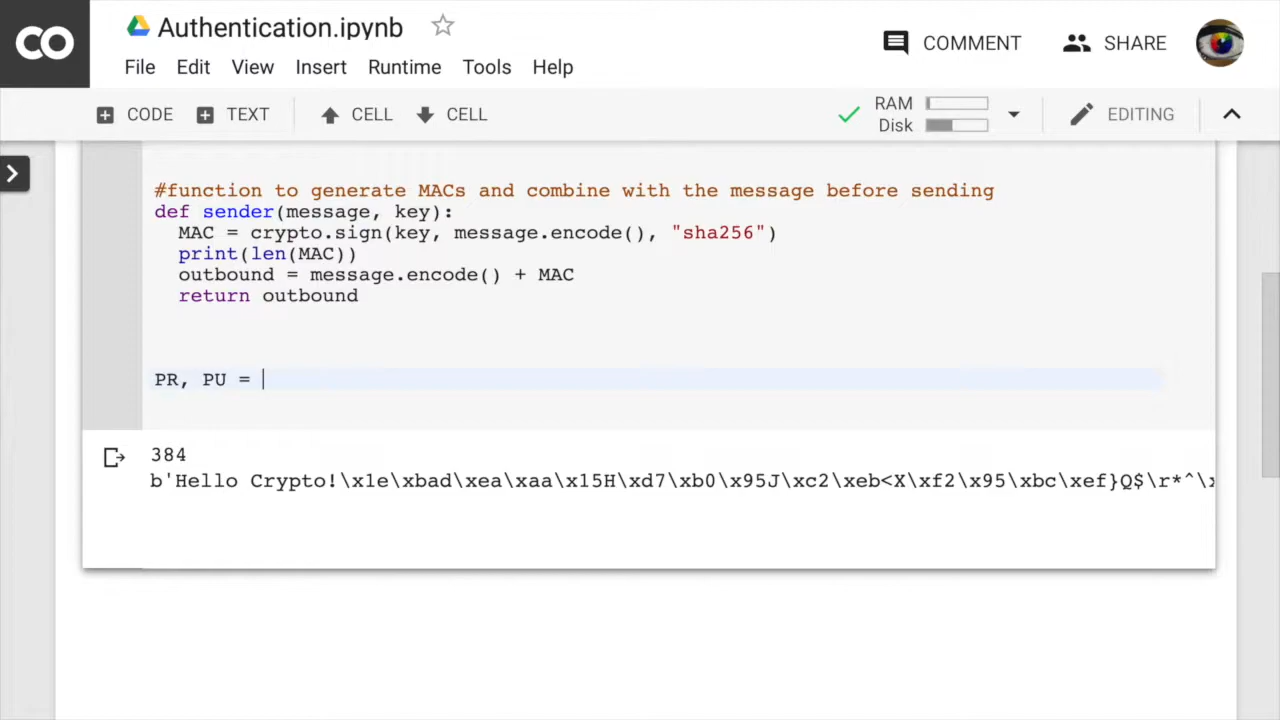 CO
Authentication.ipynb
COMMENT
SHARE
File Edit View Insert Runtime Tools Help
CODE TEXT CELL CELL
RAM
Disk
EDITING
#function to generate MACs and combine with the message before sending
def sender(message, key):
  MAC = crypto.sign(key, message.encode(), "sha256")
  print(len(MAC))
  outbound = message.encode() + MAC
  return outbound
PR, PU =
384
b'Hello Crypto!\x1e\xbad\xea\xaa\x15H\xd7\xb0\x95J\xc2\xeb<X\xf2\x95\xbc\xef}Q$\r*^\x